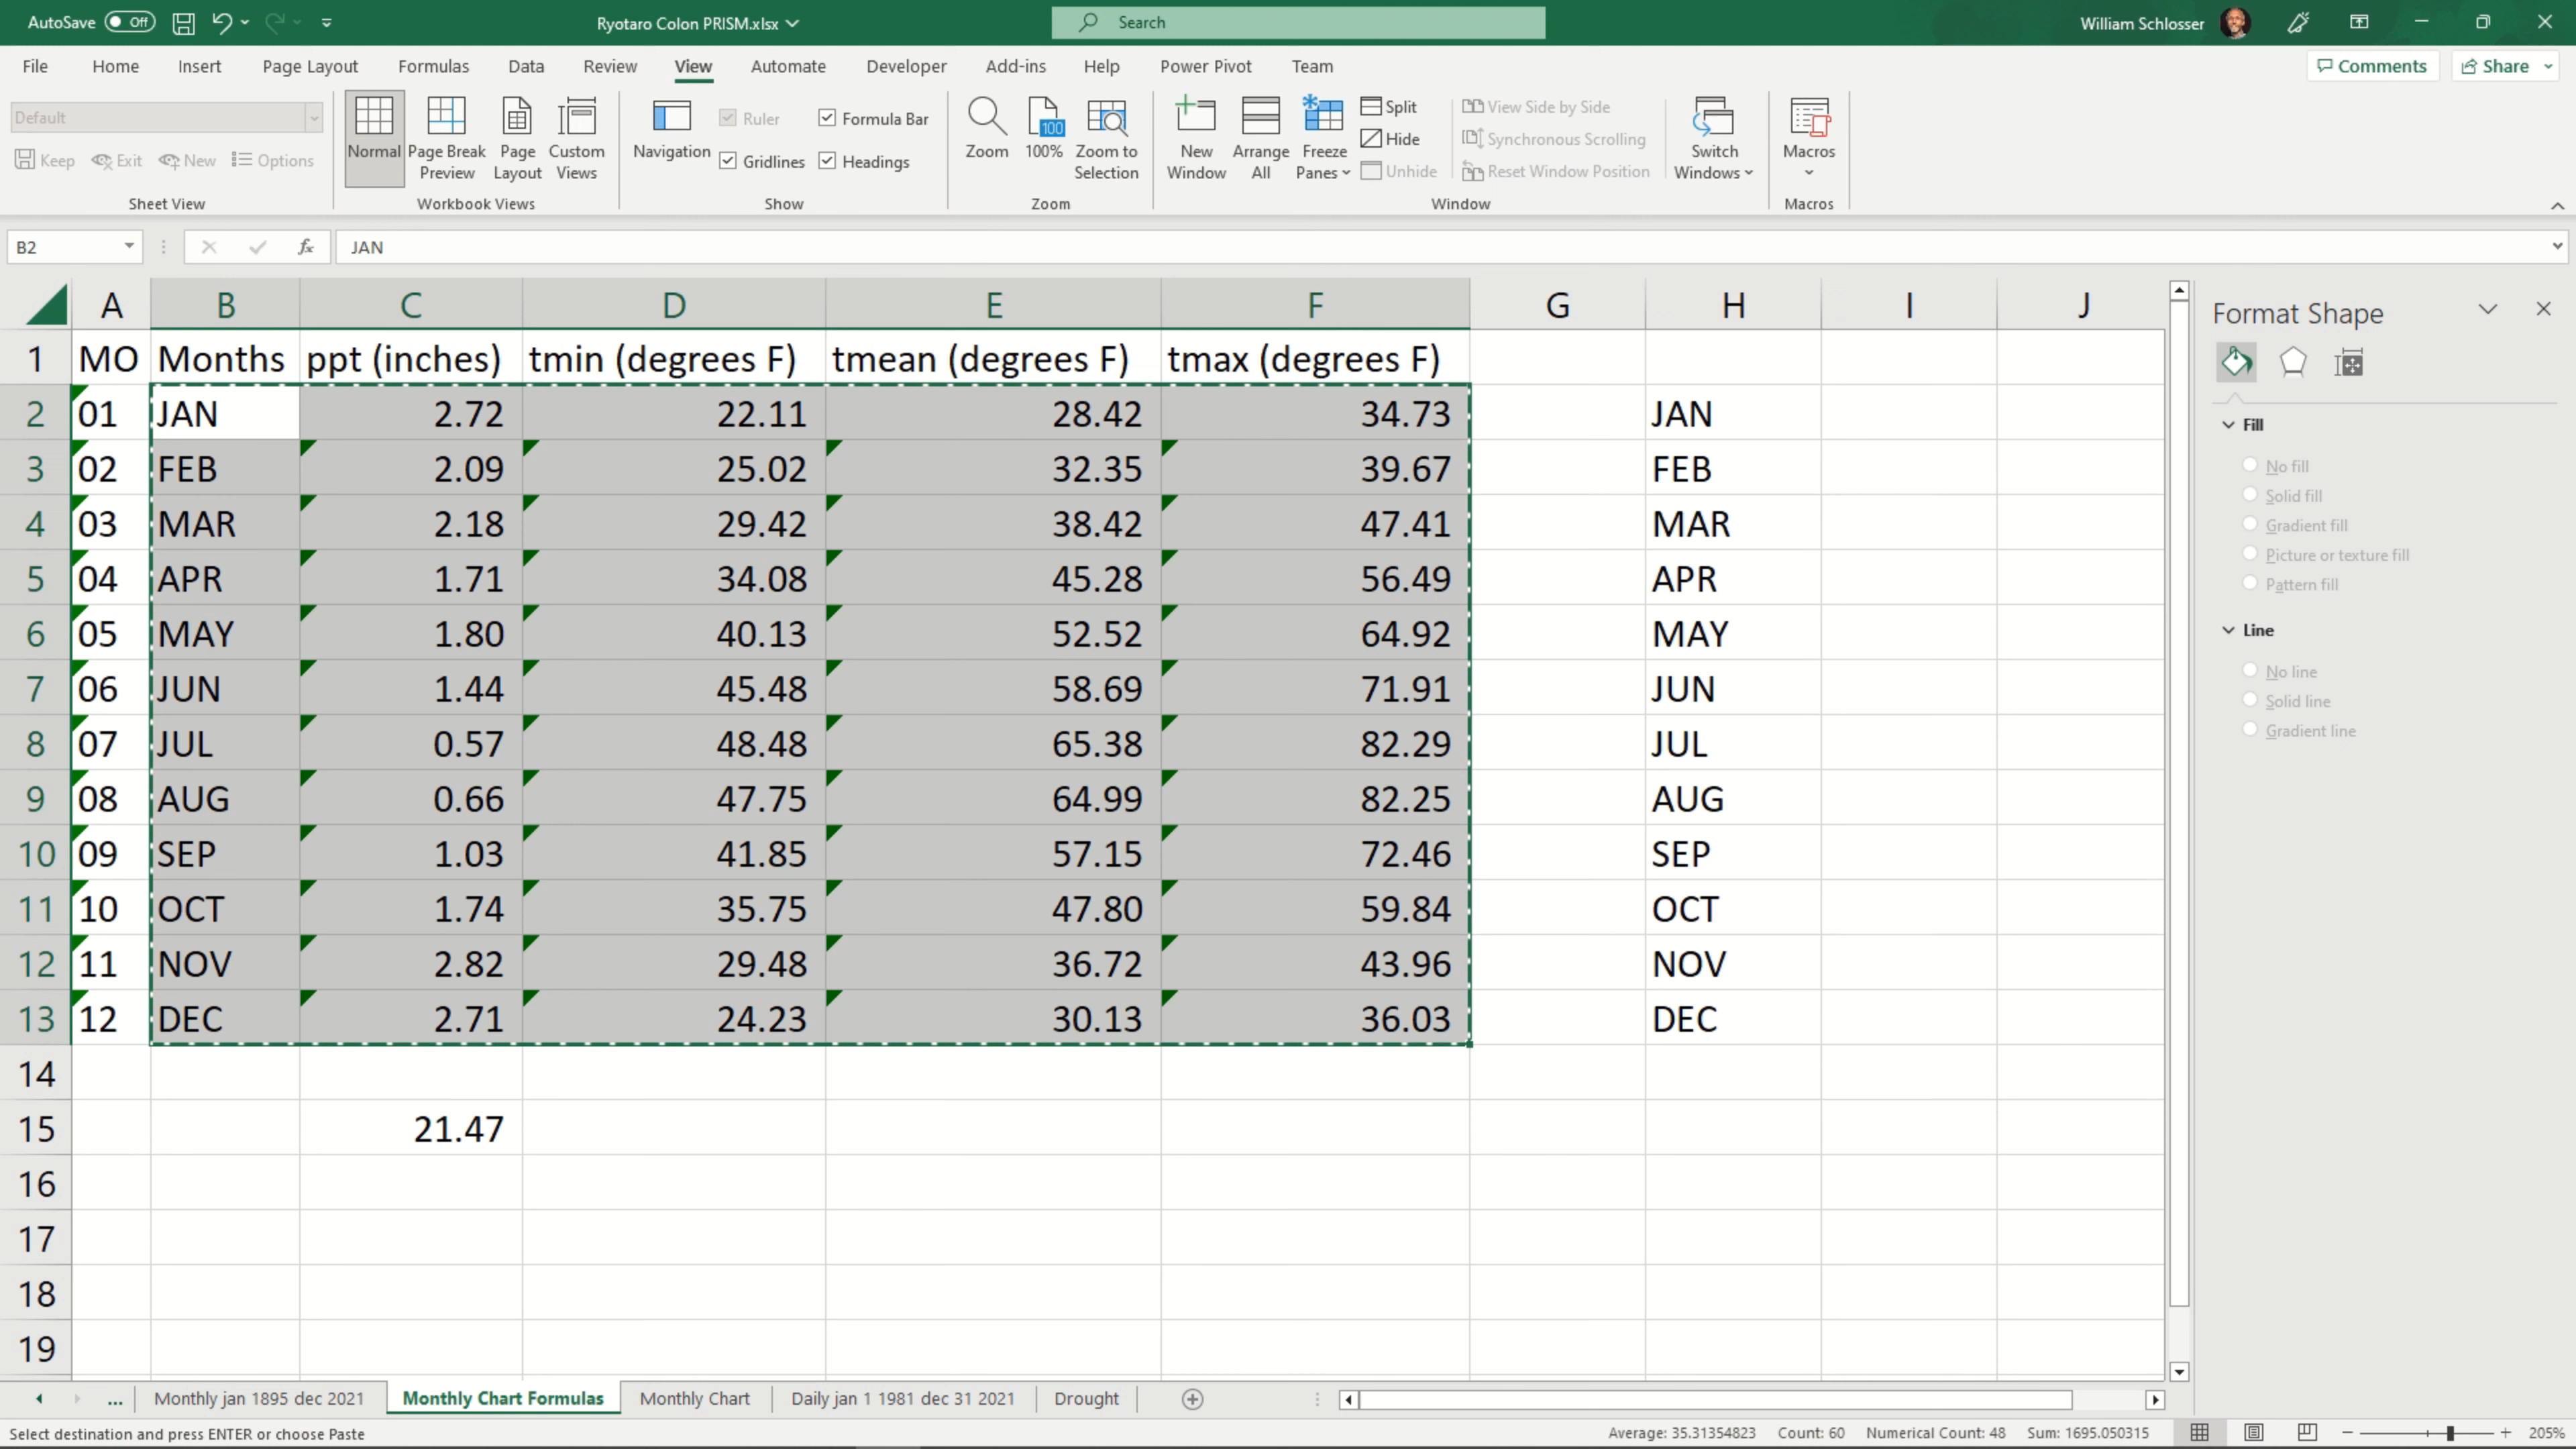 AutoSave Off Ryotaro Colon PRISM.xlsx Search William Schlosser
File Home Insert Page Layout Formulas Data Review View Automate Developer Add-ins Help Power Pivot Team Comments Share
Default
Keep Exit New Options
Sheet View
Normal Page Break Preview Page Layout Custom Views
Workbook Views
Navigation Ruler Formula Bar
Gridlines Headings
Show
Zoom 100 100% Zoom to Selection
Zoom
New Window Arrange All Freeze Panes Split Hide Unhide
View Side by Side
Synchronous Scrolling
Reset Window Position
Switch Windows
Window
Macros
Macros
B2 fx JAN
A B C D E F G H I J
1 MO Months ppt (inches) tmin (degrees F) tmean (degrees F) tmax (degrees F)
2 01 JAN 2.72 22.11 28.42 34.73 JAN
3 02 FEB 2.09 25.02 32.35 39.67 FEB
4 03 MAR 2.18 29.42 38.42 47.41 MAR
5 04 APR 1.71 34.08 45.28 56.49 APR
6 05 MAY 1.80 40.13 52.52 64.92 MAY
7 06 JUN 1.44 45.48 58.69 71.91 JUN
8 07 JUL 0.57 48.48 65.38 82.29 JUL
9 08 AUG 0.66 47.75 64.99 82.25 AUG
10 09 SEP 1.03 41.85 57.15 72.46 SEP
11 10 OCT 1.74 35.75 47.80 59.84 OCT
12 11 NOV 2.82 29.48 36.72 43.96 NOV
13 12 DEC 2.71 24.23 30.13 36.03 DEC
14
15 21.47
16
17
18
19
Format Shape
Fill
No fill
Solid fill
Gradient fill
Picture or texture fill
Pattern fill
Line
No line
Solid line
Gradient line
... Monthly jan 1895 dec 2021 Monthly Chart Formulas Monthly Chart Daily jan 1 1981 dec 31 2021 Drought
Select destination and press ENTER or choose Paste Average: 35.31354823 Count: 60 Numerical Count: 48 Sum: 1695.050315 205%